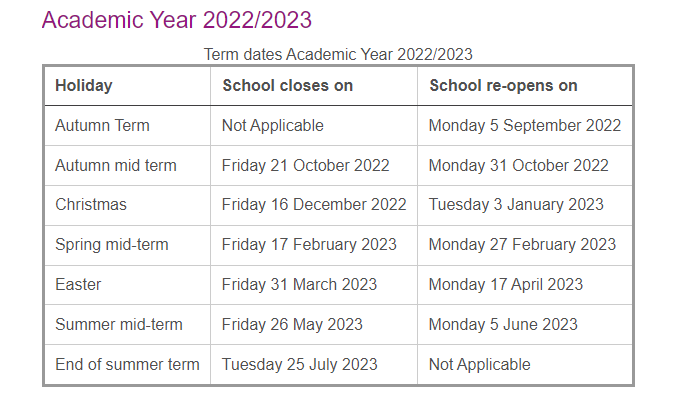 Academic Year 2022/2023
Term dates Academic Year 2022/2023
Holiday School closes on School re-opens on
Autumn Term Not Applicable Monday 5 September 2022
Autumn mid term Friday 21 October 2022 Monday 31 October 2022
Christmas Friday 16 December 2022 Tuesday 3 January 2023
Spring mid-term Friday 17 February 2023 Monday 27 February 2023
Easter Friday 31 March 2023 Monday 17 April 2023
Summer mid-term Friday 26 May 2023 Monday 5 June 2023
End of summer term Tuesday 25 July 2023 Not Applicable